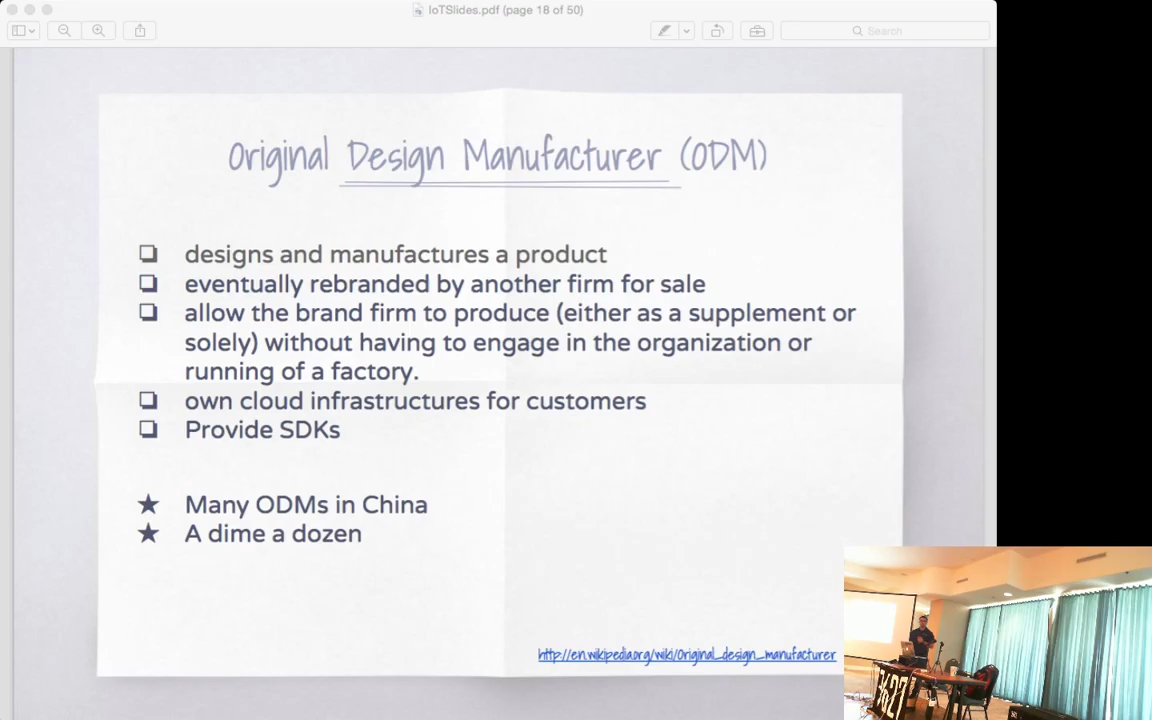 IoTSlides.pdf (page 18 of 50)
Search
Original Design Manufacturer (ODM)
designs and manufactures a product
eventually rebranded by another firm for sale
allow the brand firm to produce (either as a supplement or
solely) without having to engage in the organization or
running of a factory.
own cloud infrastructures for customers
Provide SDKs
★ Many ODMs in China
★ A dime a dozen
http://en.wikipedia.org/wiki/Original_design_manufacturer